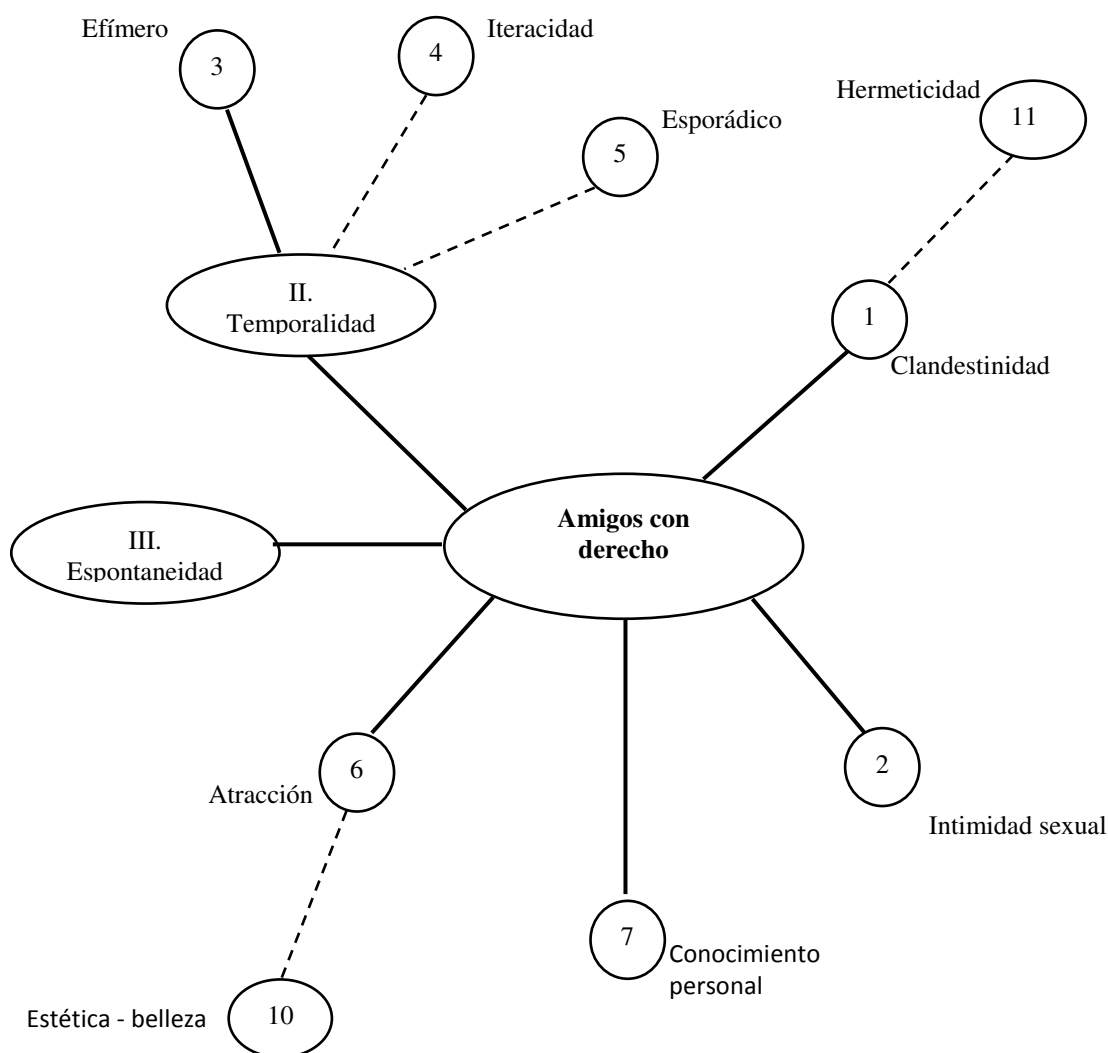 Efímero
3
Iteracidad
4
Esporádico
5
Hermeticidad
11
II.
Temporalidad
1
Clandestinidad
Amigos con
derecho
III.
Espontaneidad
6
Atracción
2
Intimidad sexual
7
Conocimiento
personal
Estética - belleza
10